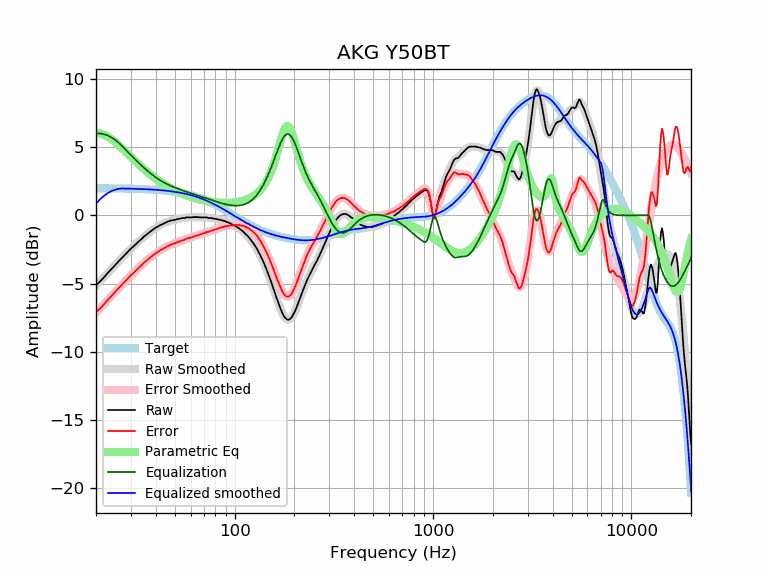 AKG Y50BT
10
5
0
−5
−10
−15
−20
Amplitude (dBr)
Target
Raw Smoothed
Error Smoothed
Raw
Error
Parametric Eq
Equalization
Equalized smoothed
100
1000
10000
Frequency (Hz)